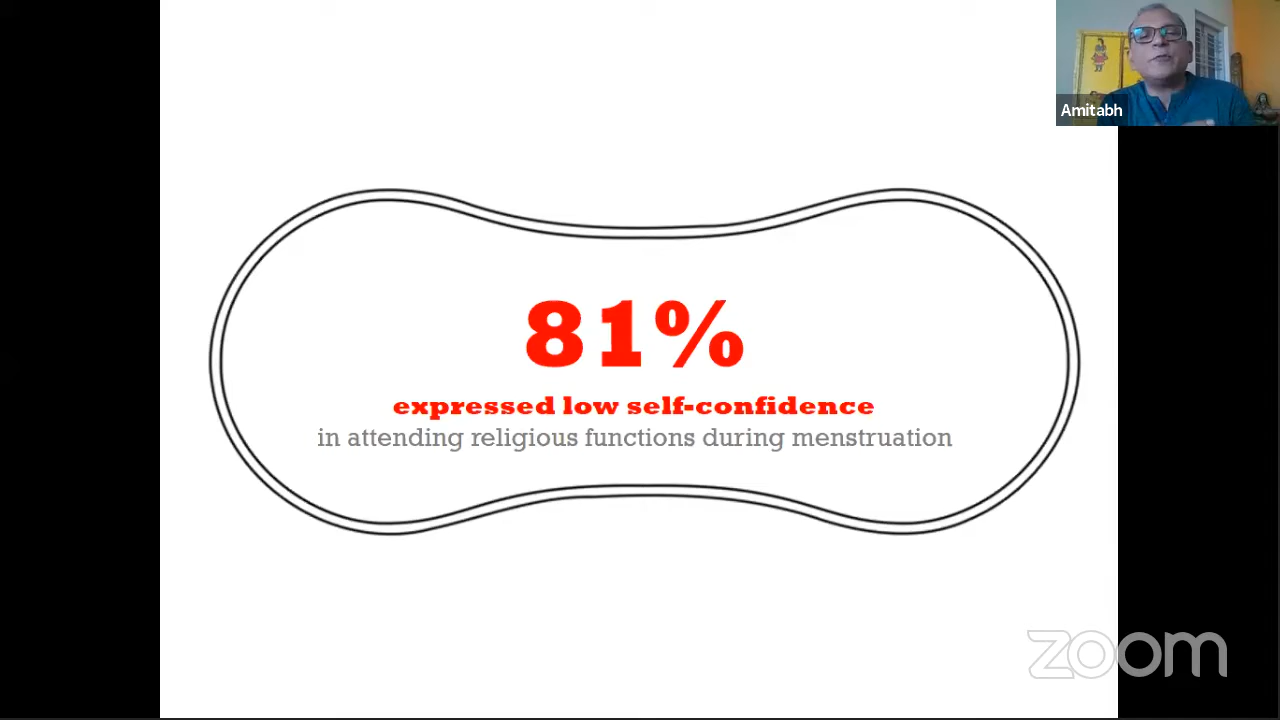 Amitabh
81%
expressed low self-confidence
in attending religious functions during menstruation
zoom